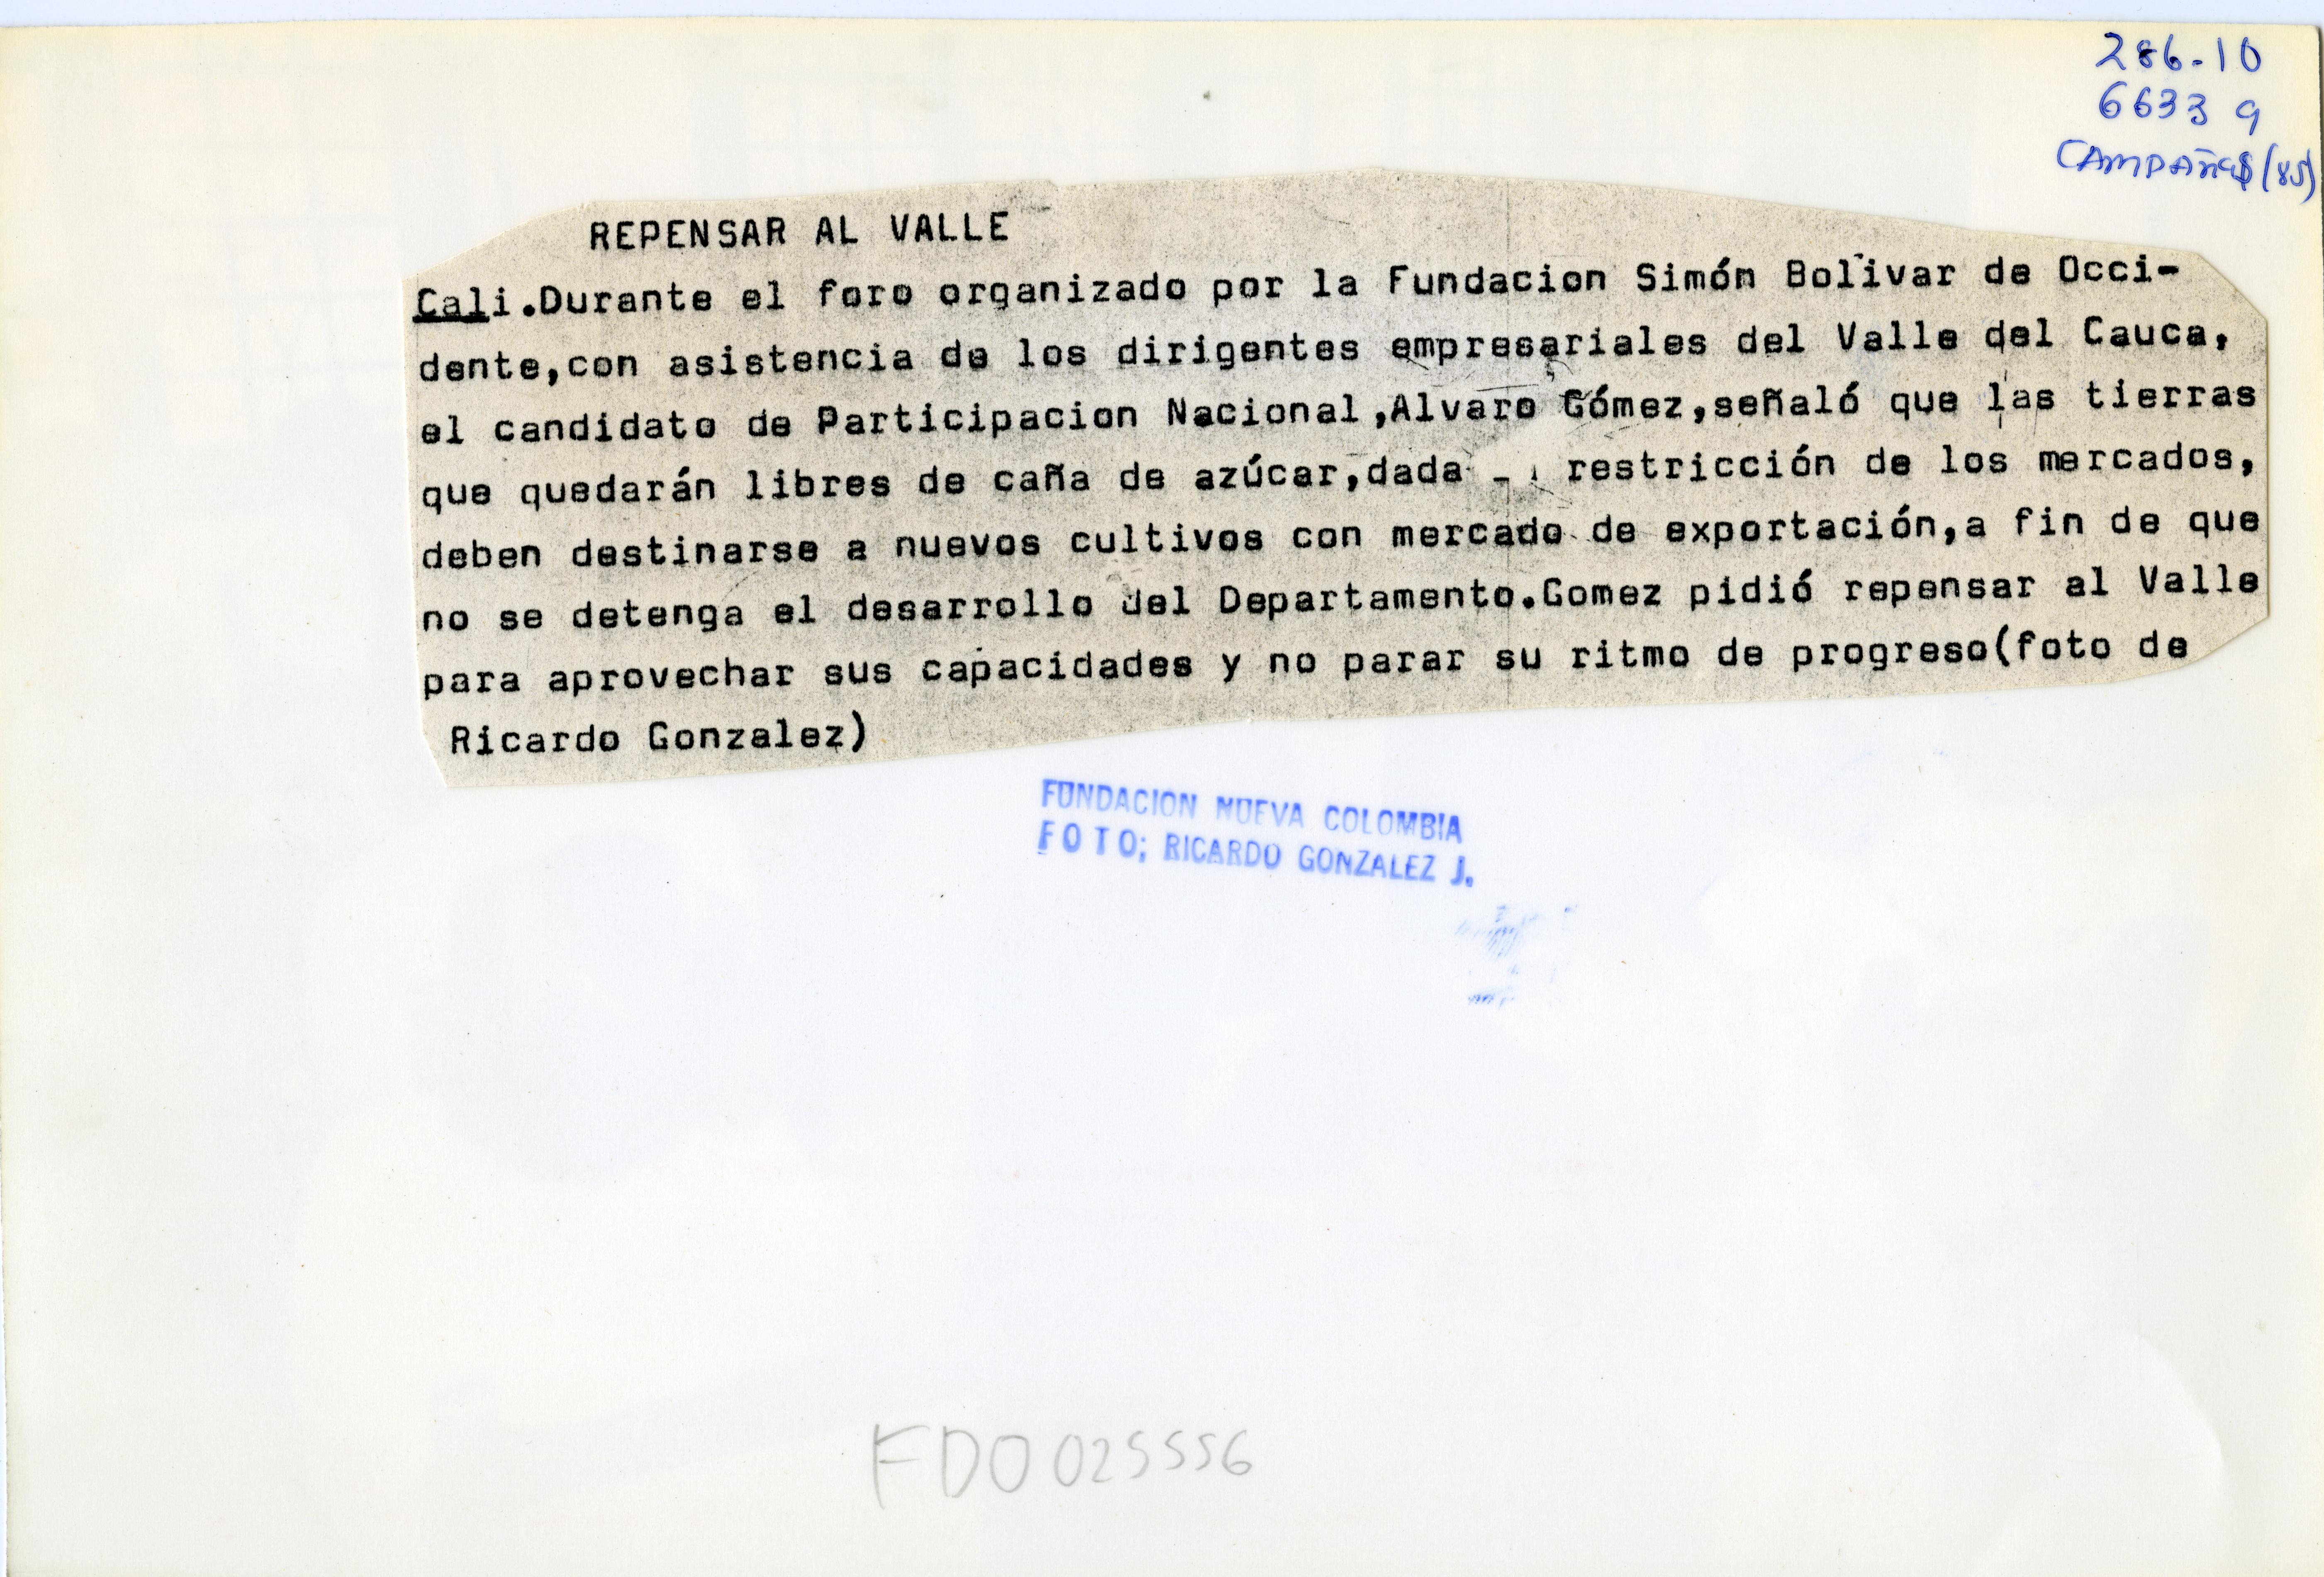 286-10
6633 9
CAMPAÑAS (85)
REPENSAR AL VALLE
Cali.Durante el foro organizado por la Fundacion Simón Bolivar de Occi-
dente,con asistencia de los dirigentes empresariales del Valle del Cauca,
el candidato de Participacion Nacional,Alvaro Gómez,señaló que las tierras
que quedarán libres de caña de azúcar,dada restricción de los mercados,
deben destinarse a nuevos cultivos con mercado de exportación,a fin de que
no se detenga el desarrollo del Departamento.Gomez pidió repensar al Valle
para aprovechar sus capacidades y no parar su ritmo de progreso(foto de
Ricardo Gonzalez)
FUNDACION NUEVA COLOMBIA
FOTO; RICARDO GONZALEZ J.
FDO025556